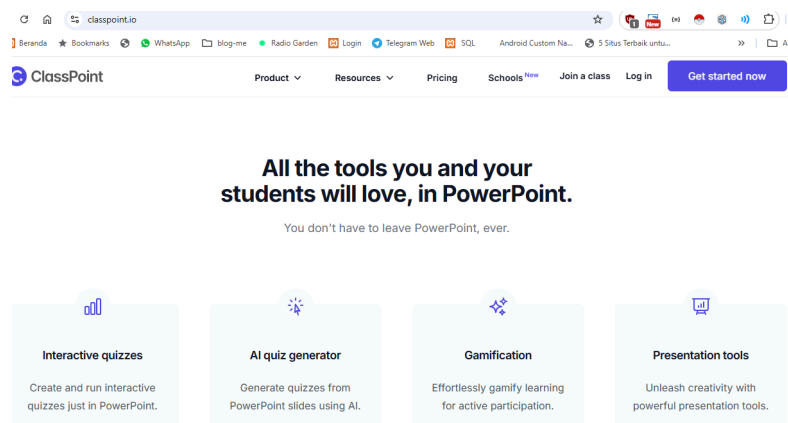 classpoint.io
1
New
Beranda Bookmarks WhatsApp blog-me Radio Garden Login Telegram Web SQL Android Custom Na... 5 Situs Terbaik untu... » A
C. ClassPoint
Product Resources Pricing Schools New Join a class Log in Get started now
All the tools you and your
students will love, in PowerPoint.
You don't have to leave PowerPoint, ever.
Interactive quizzes
Create and run interactive
quizzes just in PowerPoint.
AI quiz generator
Generate quizzes from
PowerPoint slides using AI.
Gamification
Effortlessly gamify learning
for active participation.
Presentation tools
Unleash creativity with
powerful presentation tools.